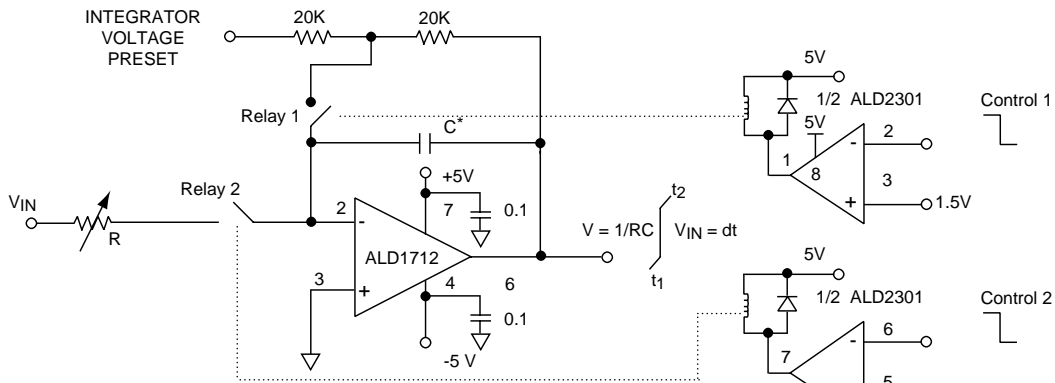 INTEGRATOR
VOLTAGE
PRESET
20K
20K
Relay 1
C*
5V
1/2 ALD2301
Control 1
5V
1
8
2
-
3
+
1.5V
Relay 2
VIN
R
+5V
2
-
7
0.1
ALD1712
3
+
4
6
0.1
-5 V
V = 1/RC
t2
t1
VIN = dt
5V
1/2 ALD2301
Control 2
6
-
7
5